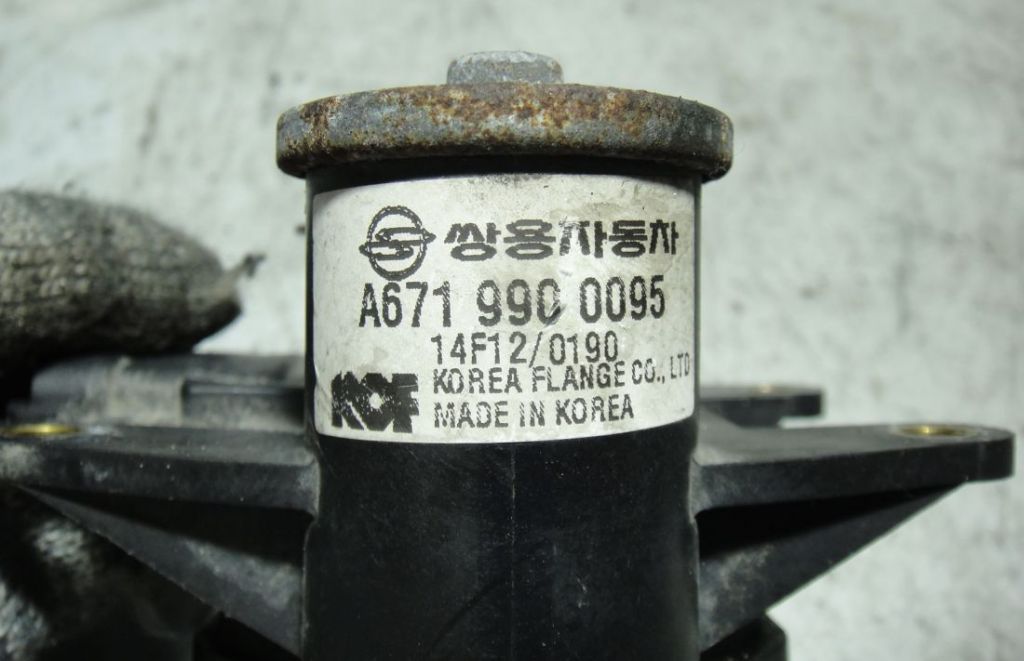 쌍용자동차
A671 990 0095
14F12/0190
KOF KOREA FLANGE CO., LTD
MADE IN KOREA